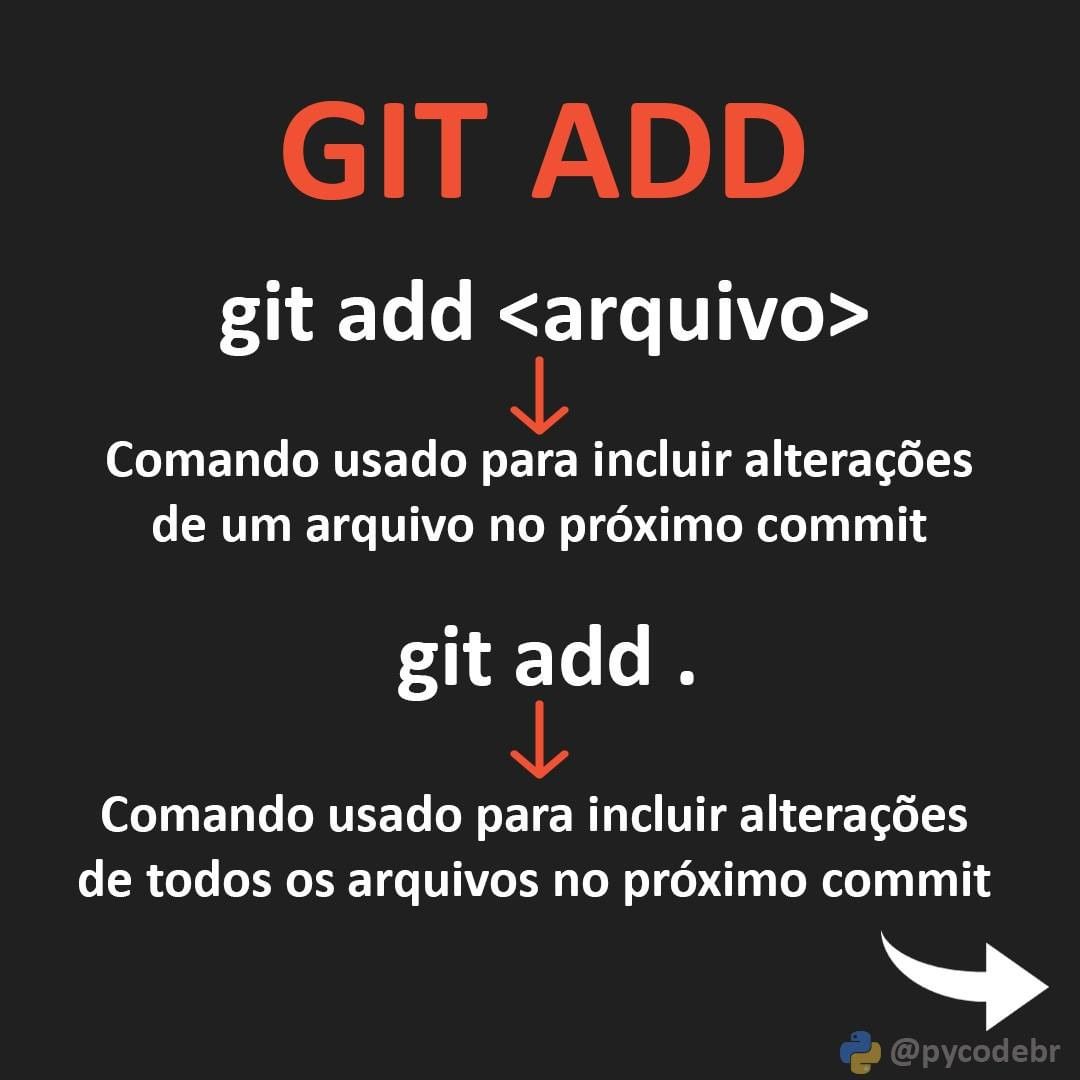 GIT ADD
git add <arquivo>
Comando usado para incluir alterações
de um arquivo no próximo commit
git add .
Comando usado para incluir alterações
de todos os arquivos no próximo commit
@pycodebr